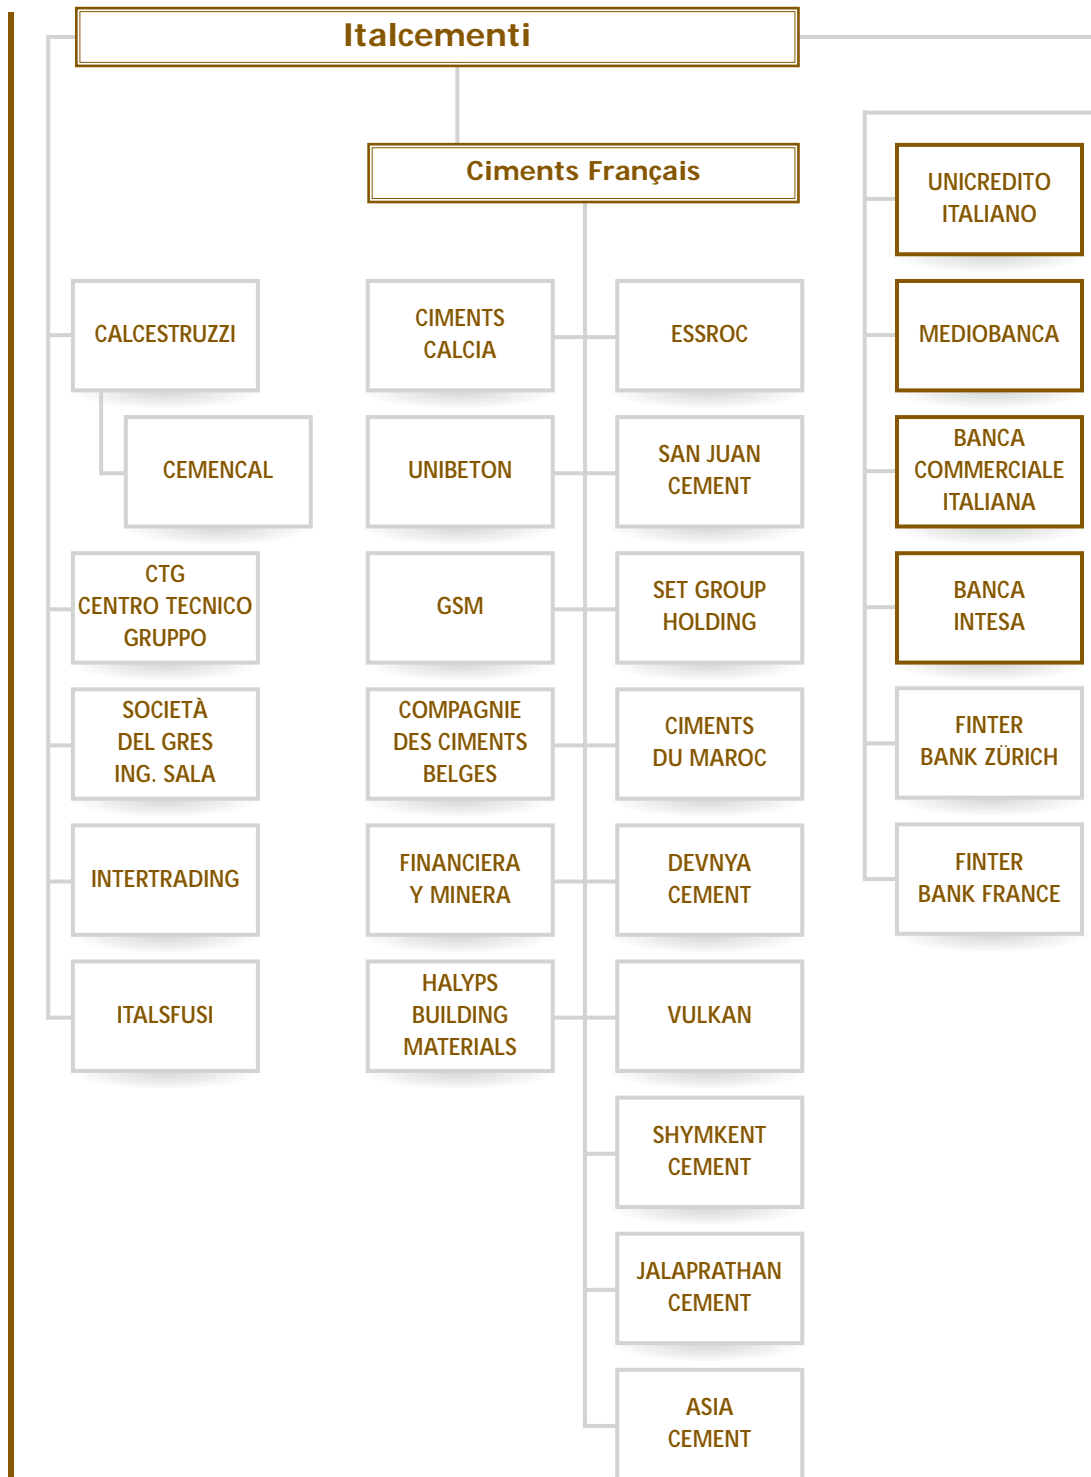 Italcementi
Ciments Français
CALCESTRUZZI
CEMENCAL
CTG
CENTRO TECNICO
GRUPPO
SOCIETÀ
DEL GRES
ING. SALA
INTERTRADING
ITALSFUSI
CIMENTS
CALCIA
UNIBETON
GSM
COMPAGNIE
DES CIMENTS
BELGES
FINANCIERA
Y MINERA
HALYPS
BUILDING
MATERIALS
ESSROC
SAN JUAN
CEMENT
SET GROUP
HOLDING
CIMENTS
DU MAROC
DEVNYA
CEMENT
VULKAN
SHYMKENT
CEMENT
JALAPRATHAN
CEMENT
ASIA
CEMENT
UNICREDITO
ITALIANO
MEDIOBANCA
BANCA
COMMERCIALE
ITALIANA
BANCA
INTESA
FINTER
BANK ZÜRICH
FINTER
BANK FRANCE